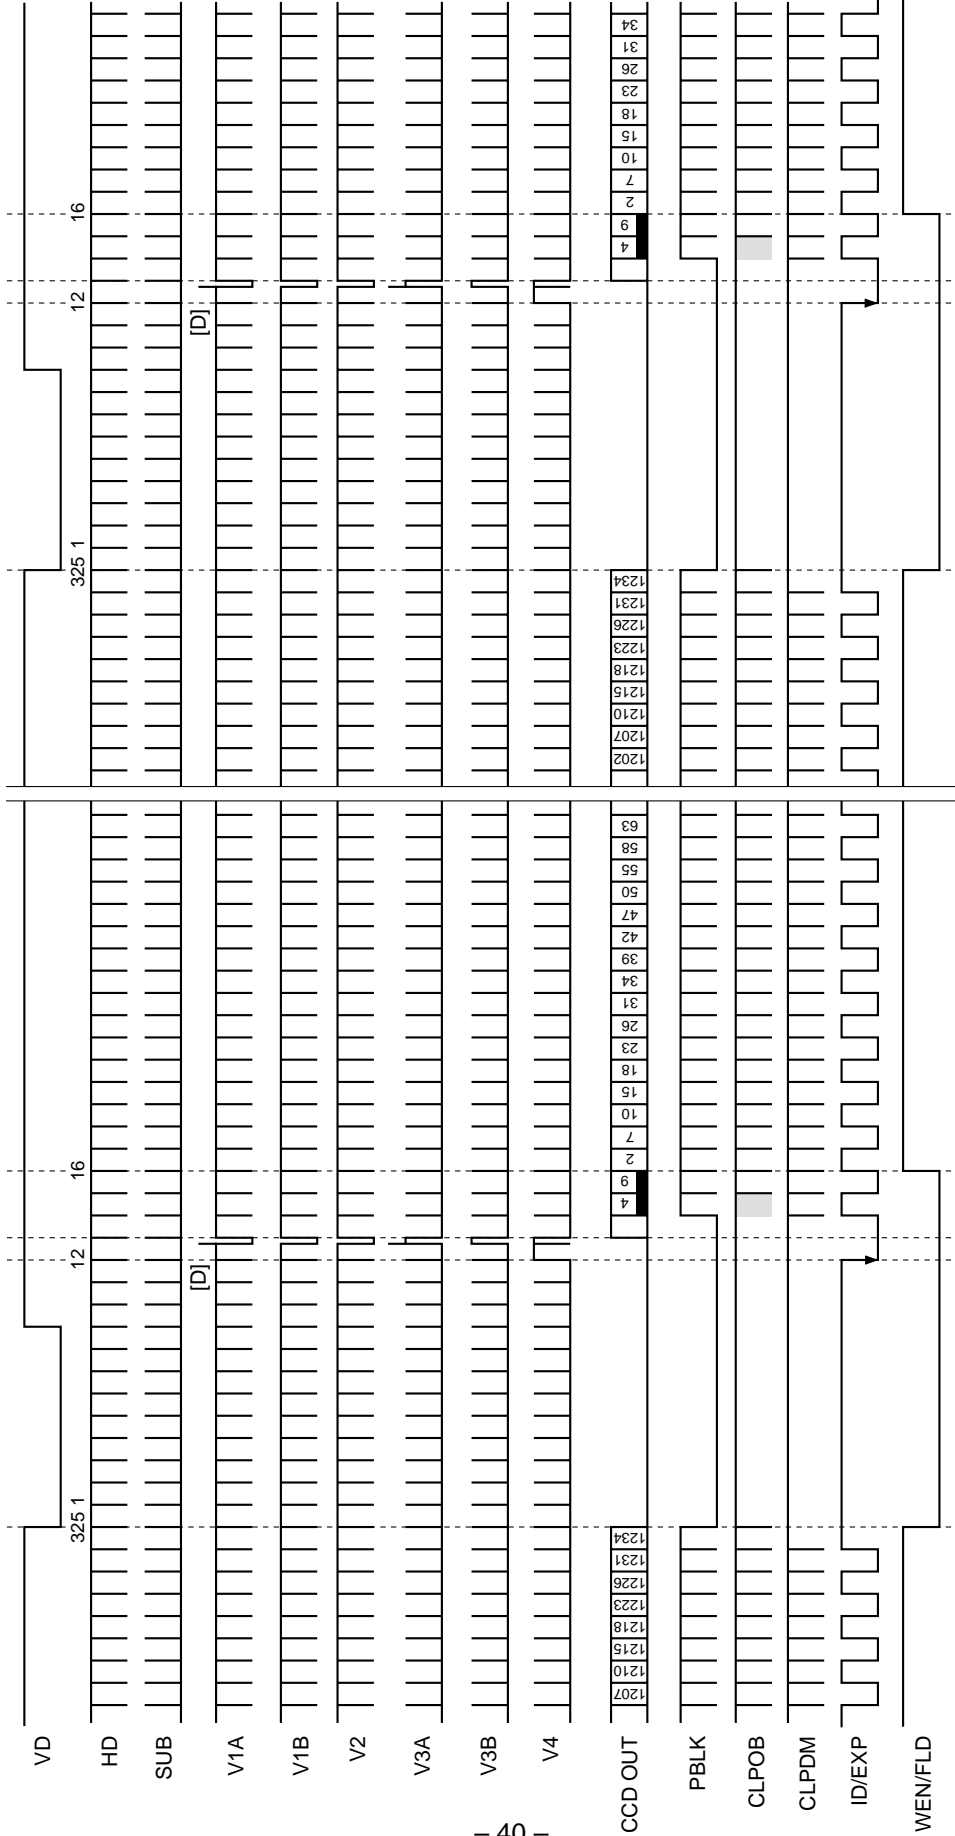 VD
325 1 12 16 325 1 12 16
HD
SUB
[D] [D]
V1A
V1B
V2
V3A
V3B
V4
CCD OUT 1207 1210 1215 1218 1223 1226 1231 1234 4 9 2 7 10 15 18 23 26 31 34 39 42 47 50 55 58 63 1202 1207 1210 1215 1218 1223 1226 1231 1234 4 9 2 7 10 15 18 23 26 31 34
PBLK
CLPOB
CLPDM
ID/EXP
WEN/FLD
– 40 –